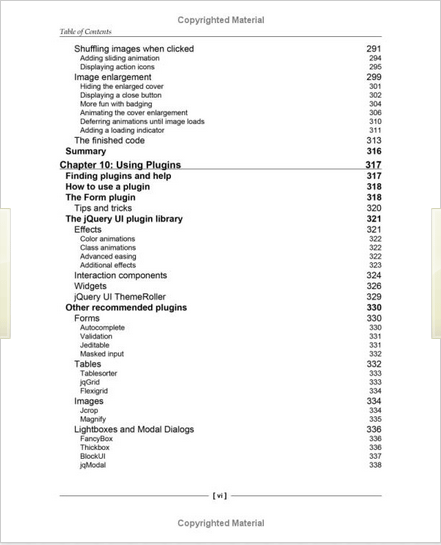 Copyrighted Material
Table of Contents
Shuffling images when clicked 291
Adding sliding animation 294
Displaying action icons 295
Image enlargement 299
Hiding the enlarged cover 301
Displaying a close button 302
More fun with badging 304
Animating the cover enlargement 306
Deferring animations until image loads 310
Adding a loading indicator 311
The finished code 313
Summary 316
Chapter 10: Using Plugins 317
Finding plugins and help 317
How to use a plugin 318
The Form plugin 318
Tips and tricks 320
The jQuery UI plugin library 321
Effects 321
Color animations 322
Class animations 322
Advanced easing 322
Additional effects 323
Interaction components 324
Widgets 326
jQuery UI ThemeRoller 329
Other recommended plugins 330
Forms 330
Autocomplete 330
Validation 331
Jeditable 331
Masked input 332
Tables 332
Tablesorter 333
jqGrid 333
Flexigrid 334
Images 334
Jcrop 334
Magnify 335
Lightboxes and Modal Dialogs 336
FancyBox 336
Thickbox 336
BlockUI 337
jqModal 338
[ vi ]
Copyrighted Material